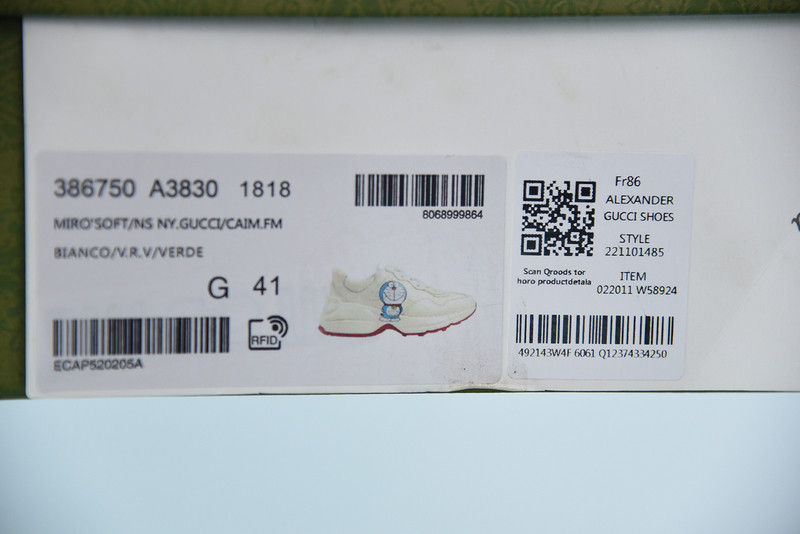 386750 A3830 1818
8068999864
MIRO'SOFT/NS NY.GUCCI/CAIM.FM
BIANCO/V.R.V/VERDE
G 41
RFID
ECAP520205A
Fr86
ALEXANDER
GUCCI SHOES
STYLE
221101485
Scan Qroods tor
horo productdetala
ITEM
022011 W58924
492143W4F 6061 Q12374334250